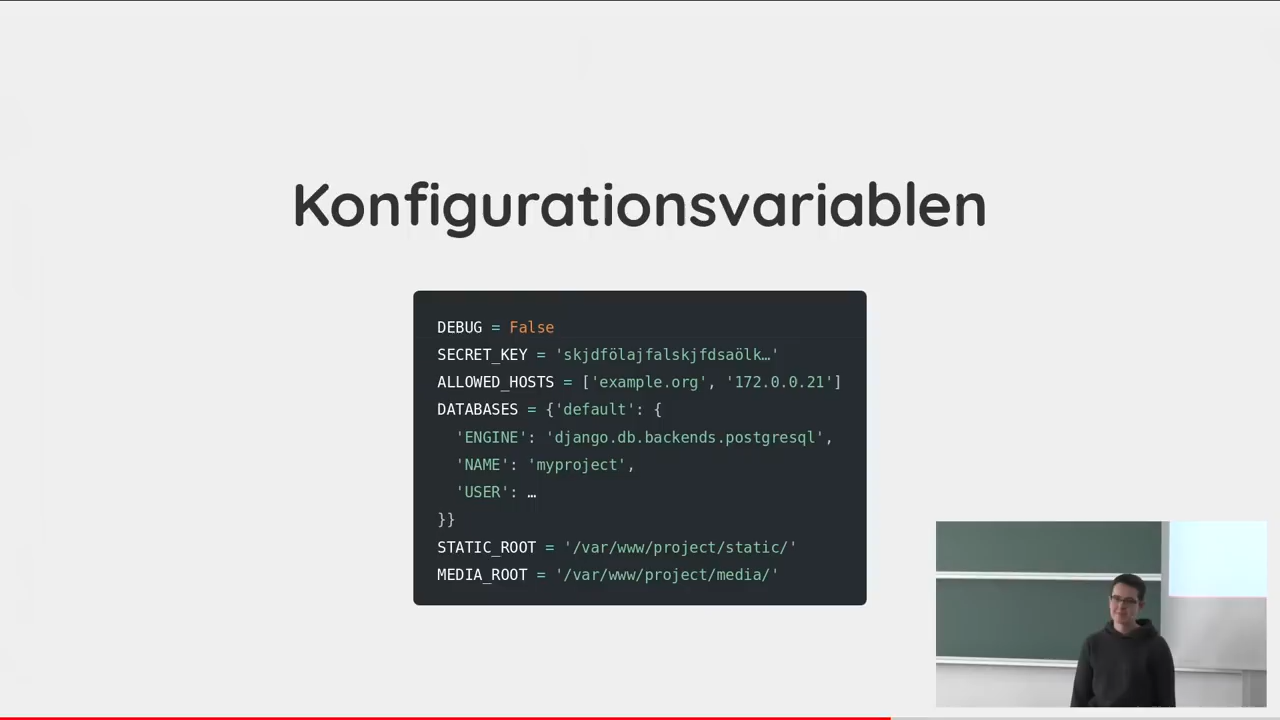 Konfigurationsvariablen
DEBUG = False
SECRET_KEY = 'skjdfölajfalskjfdsaölk…'
ALLOWED_HOSTS = ['example.org', '172.0.0.21']
DATABASES = {'default': {
  'ENGINE': 'django.db.backends.postgresql',
  'NAME': 'myproject',
  'USER': …
}}
STATIC_ROOT = '/var/www/project/static/'
MEDIA_ROOT = '/var/www/project/media/'